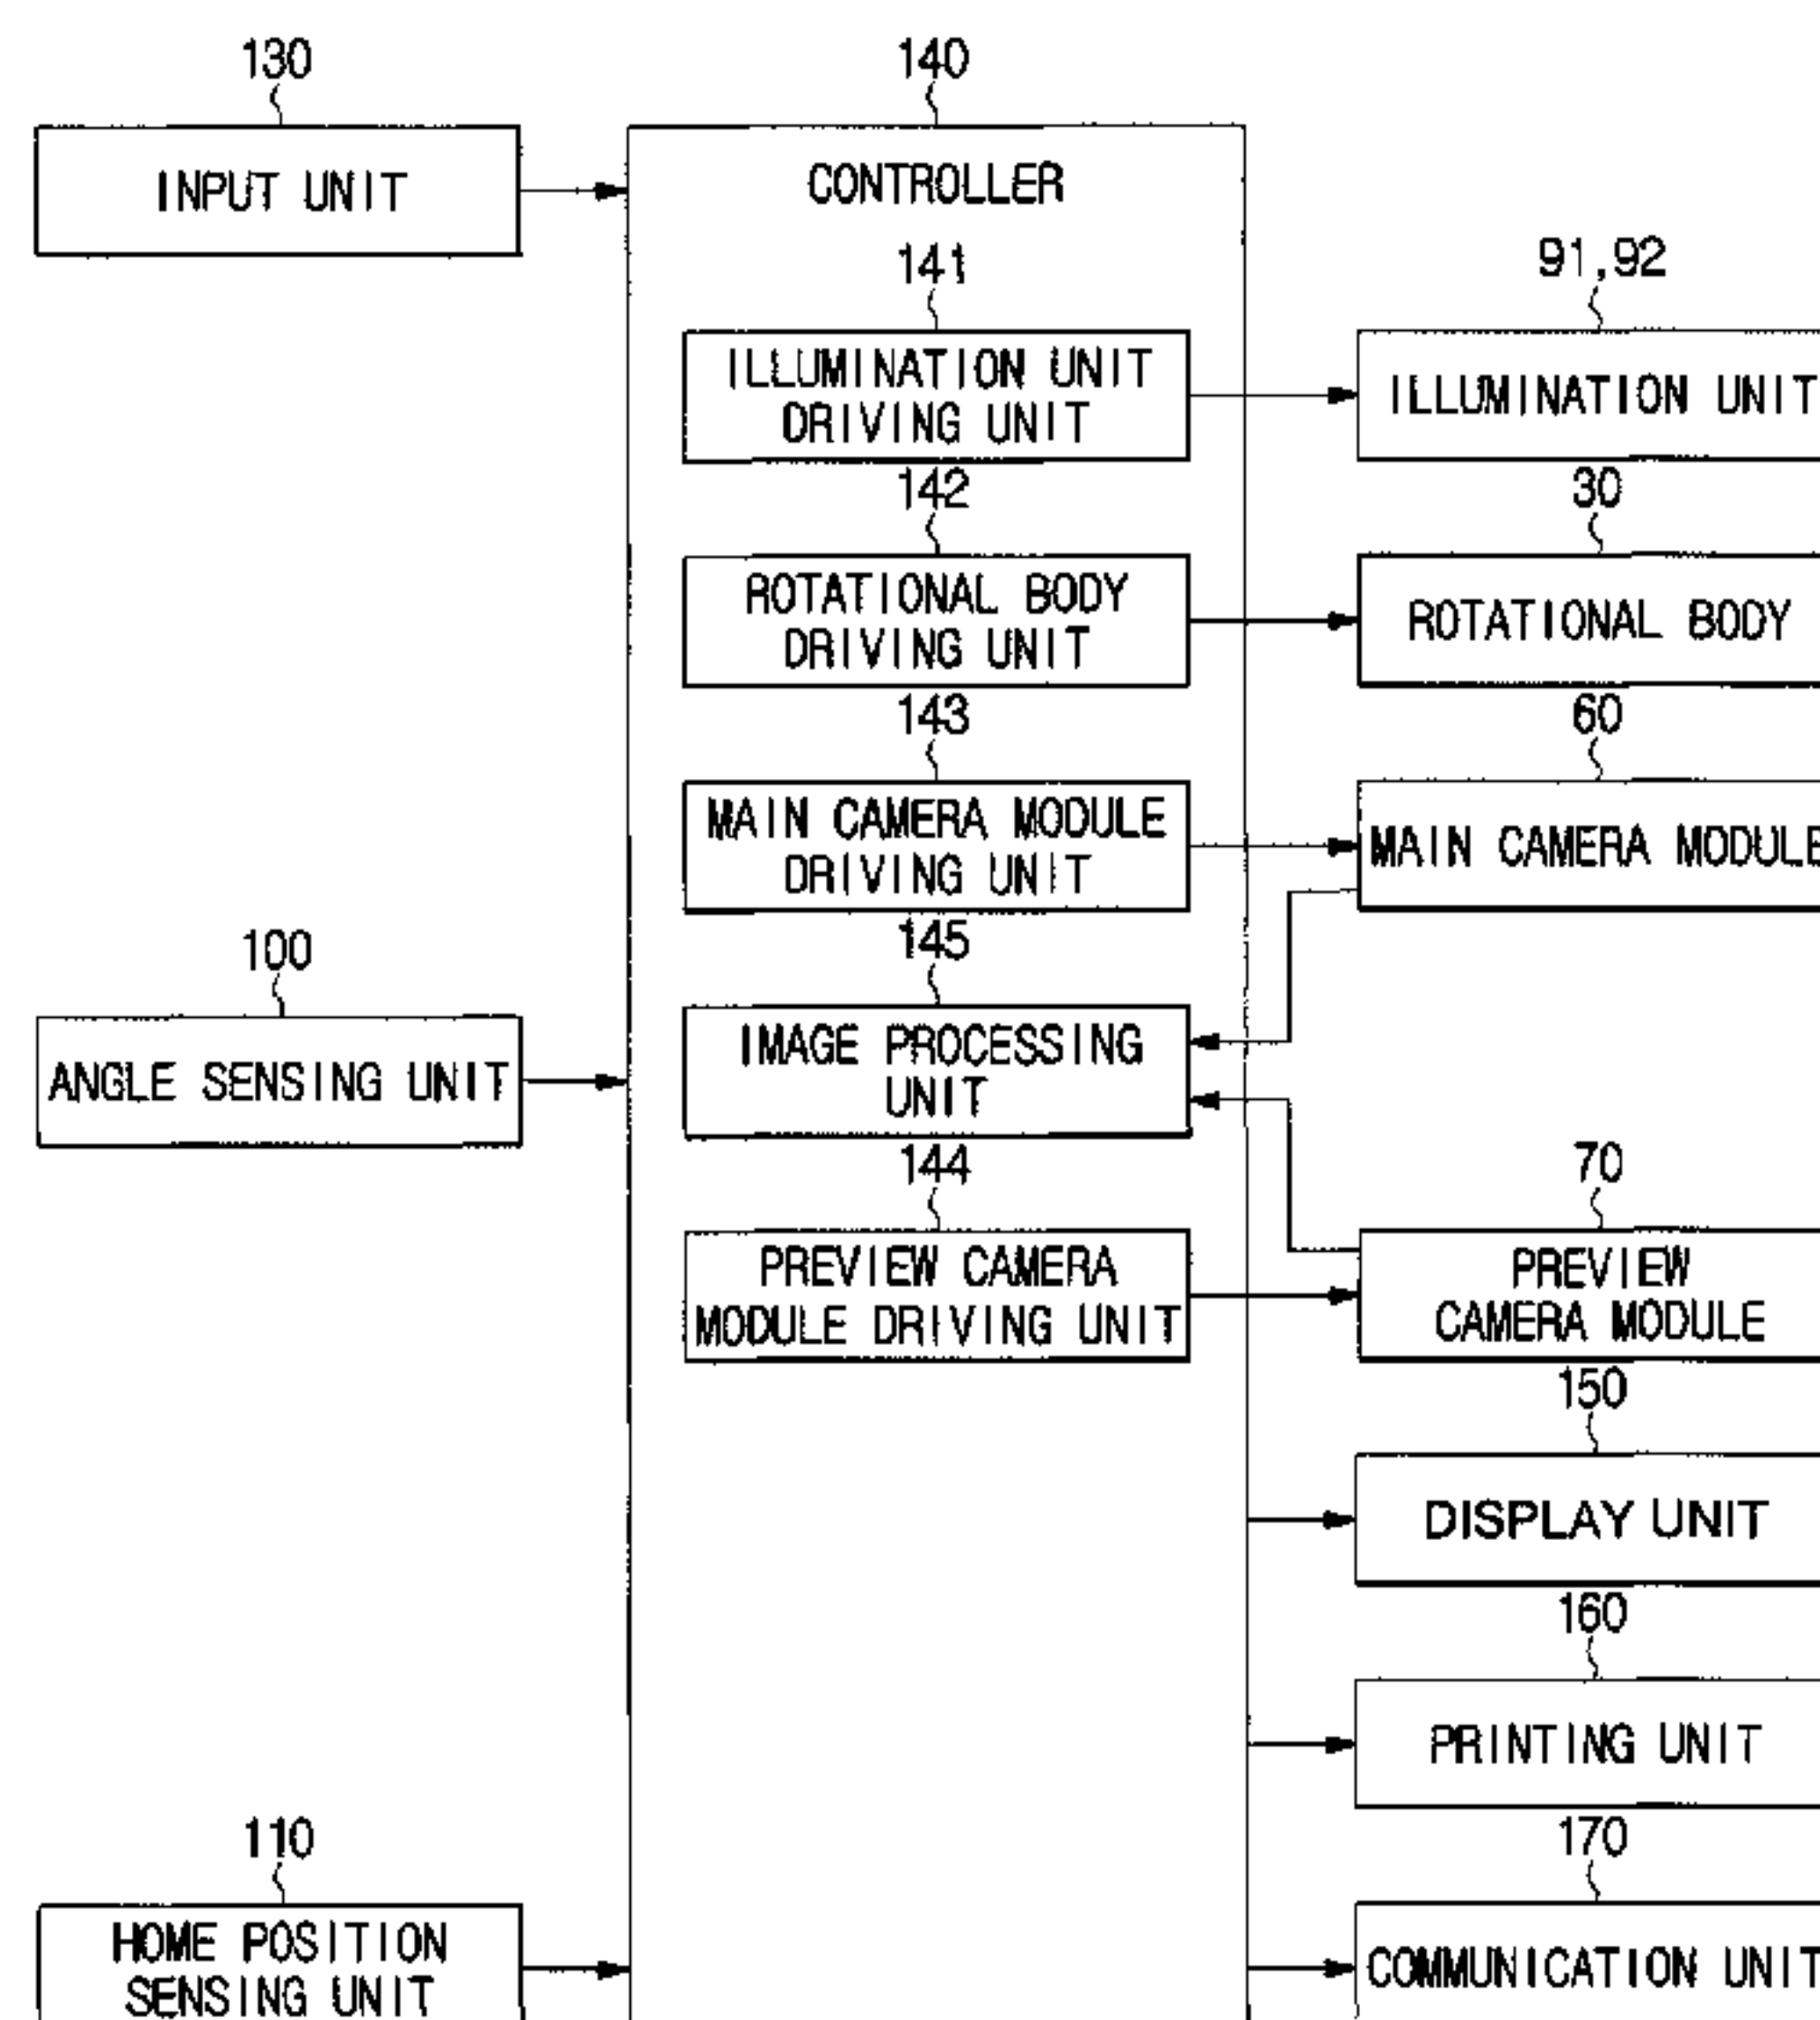 130
INPUT UNIT
140
CONTROLLER
141
ILLUMINATION UNIT
DRIVING UNIT
91,92
ILLUMINATION UNIT
142
ROTATIONAL BODY
DRIVING UNIT
30
ROTATIONAL BODY
143
MAIN CAMERA MODULE
DRIVING UNIT
60
MAIN CAMERA MODULE
100
ANGLE SENSING UNIT
145
IMAGE PROCESSING
UNIT
144
PREVIEW CAMERA
MODULE DRIVING UNIT
70
PREVIEW
CAMERA MODULE
150
DISPLAY UNIT
160
PRINTING UNIT
110
HOME POSITION
SENSING UNIT
170
COMMUNICATION UNIT